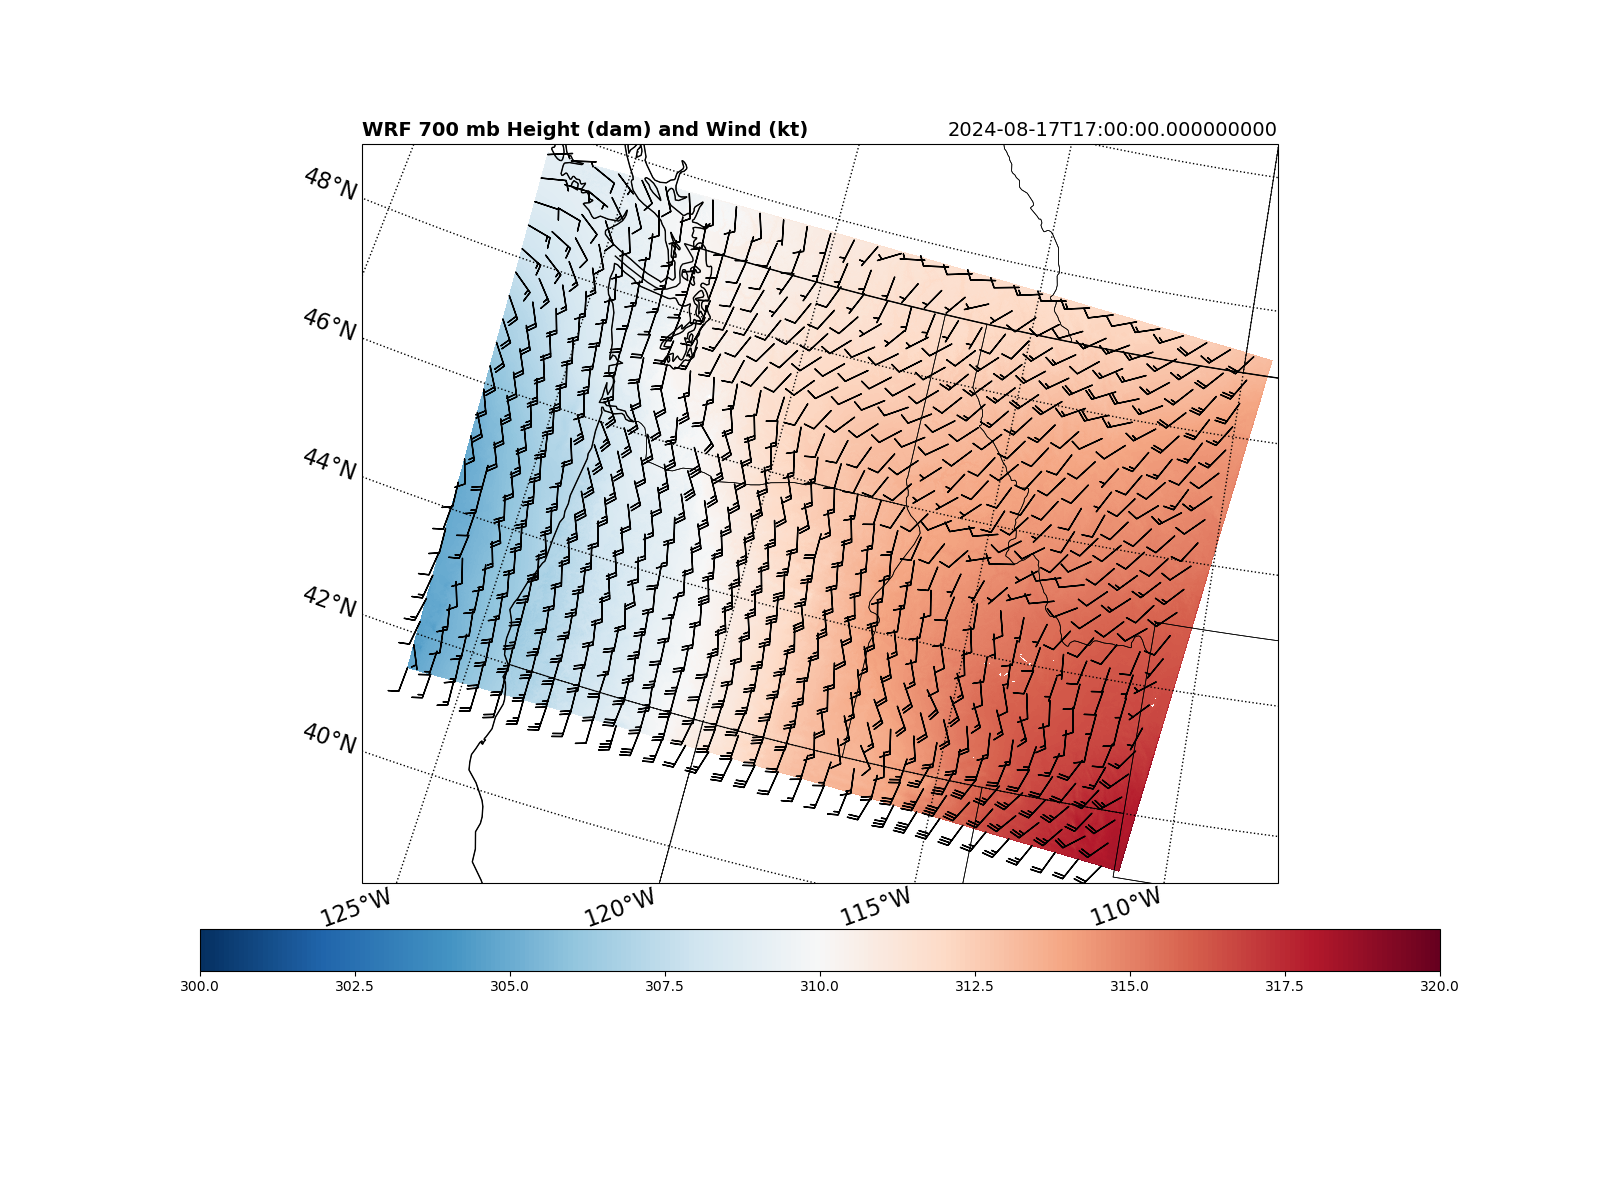 WRF 700 mb Height (dam) and Wind (kt) 2024-08-17T17:00:00.000000000
48°N
46°N
44°N
42°N
40°N
125°W 120°W 115°W 110°W
300.0 302.5 305.0 307.5 310.0 312.5 315.0 317.5 320.0